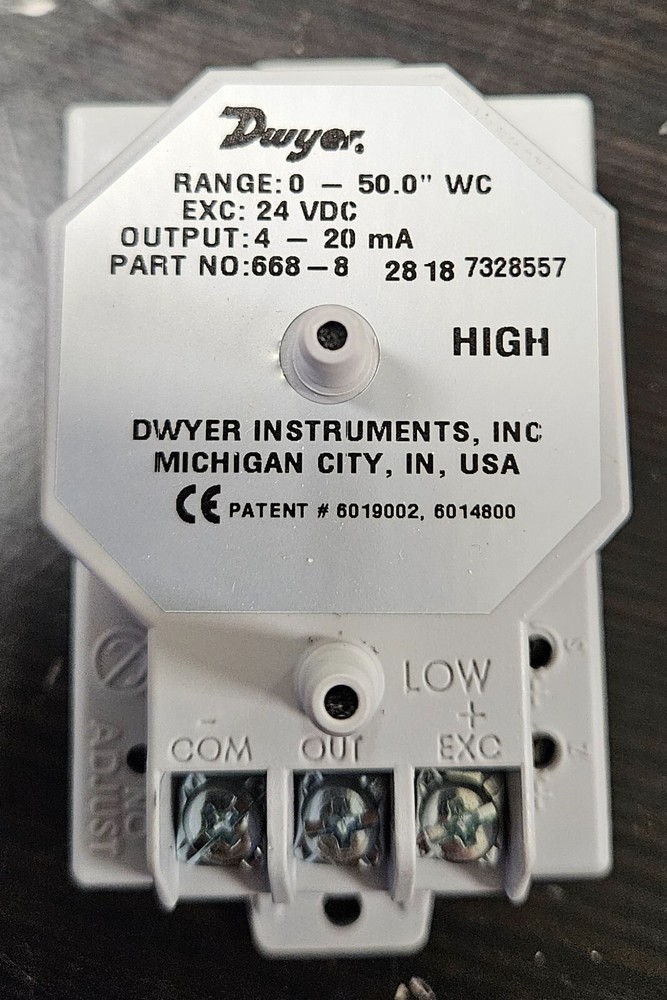 Dwyer.
RANGE: 0 – 50.0" WC
EXC: 24 VDC
OUTPUT: 4 – 20 mA
PART NO: 668–8 28 18 7328557
HIGH
DWYER INSTRUMENTS, INC
MICHIGAN CITY, IN, USA
CE PATENT # 6019002, 6014800
LOW
- +
COM OUT EXC
NO
ADJUST
S
Z